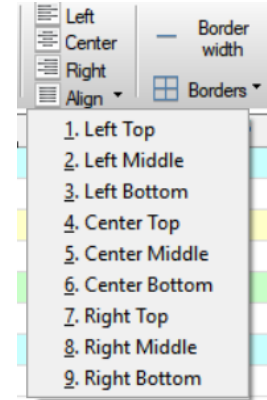 Left
Center
Right
Align
Border
width
Borders
1. Left Top
2. Left Middle
3. Left Bottom
4. Center Top
5. Center Middle
6. Center Bottom
7. Right Top
8. Right Middle
9. Right Bottom